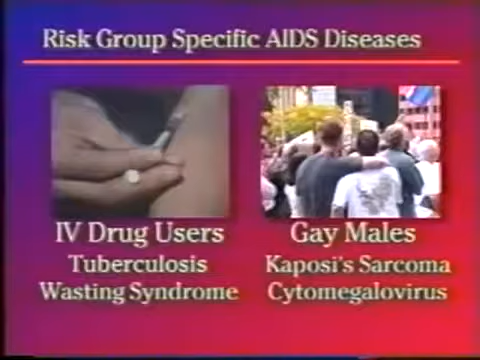 Risk Group Specific AIDS Diseases
IV Drug Users
Tuberculosis
Wasting Syndrome
Gay Males
Kaposi's Sarcoma
Cytomegalovirus